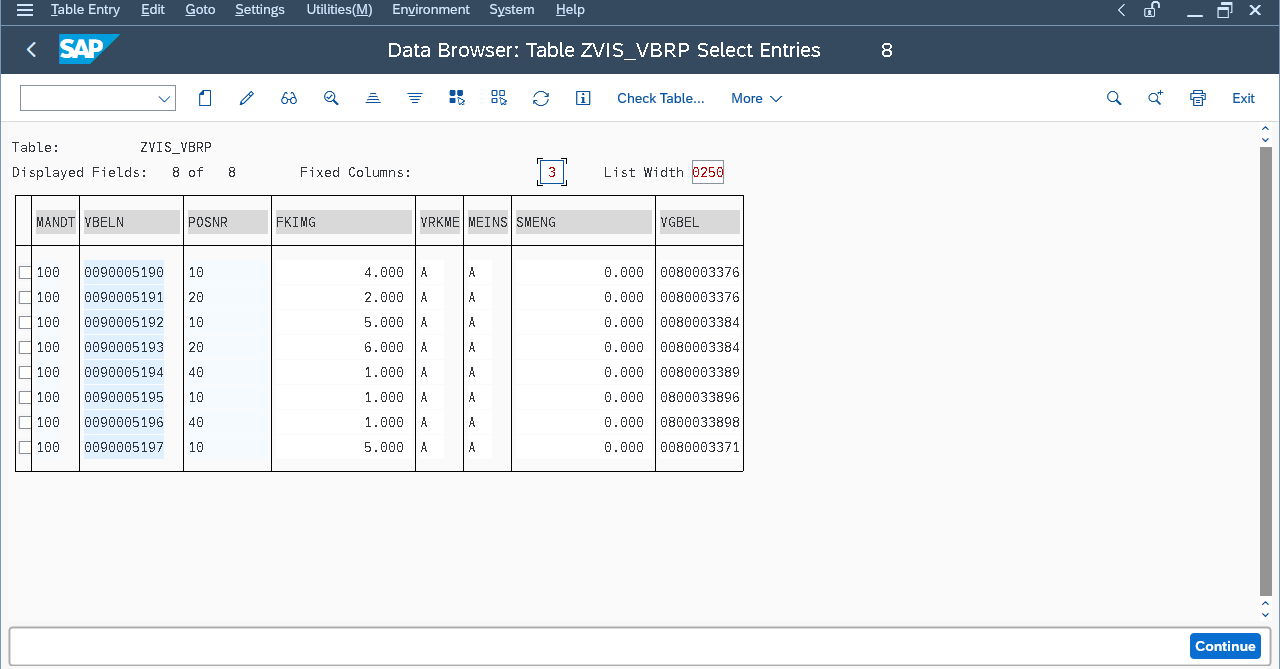 Table Entry Edit Goto Settings Utilities(M) Environment System Help
SAP Data Browser: Table ZVIS_VBRP Select Entries 8
Check Table... More Exit
Table: ZVIS_VBRP
Displayed Fields: 8 of 8 Fixed Columns: 3 List Width 0250
MANDT VBELN POSNR FKIMG VRKME MEINS SMENG VGBEL
100 0090005190 10 4.000 A A 0.000 0080003376
100 0090005191 20 2.000 A A 0.000 0080003376
100 0090005192 10 5.000 A A 0.000 0080003384
100 0090005193 20 6.000 A A 0.000 0080003384
100 0090005194 40 1.000 A A 0.000 0080003389
100 0090005195 10 1.000 A A 0.000 0800033896
100 0090005196 40 1.000 A A 0.000 0800033898
100 0090005197 10 5.000 A A 0.000 0080003371
Continue